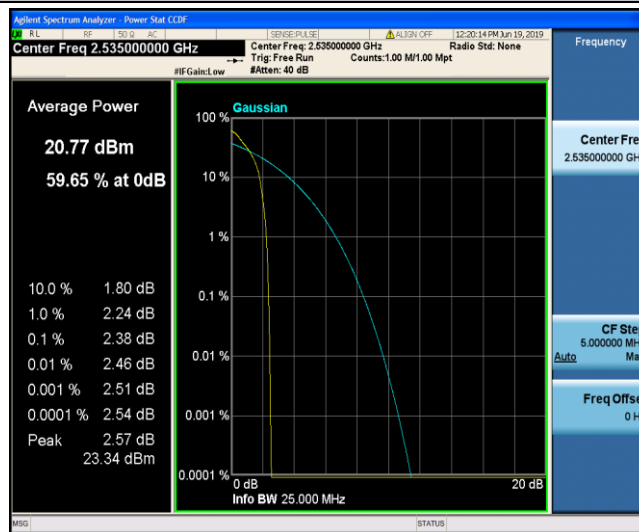 Agilent Spectrum Analyzer - Power Stat CCDF
RL RF 50 Ω AC SENSE:PULSE ALIGN OFF 12:20:14 PM Jun 19, 2019
Center Freq 2.535000000 GHz
Center Freq: 2.535000000 GHz Radio Std: None
Trig: Free Run Counts:1.00 M/1.00 Mpt
#IFGain:Low #Atten: 40 dB
Frequency
Average Power
20.77 dBm
59.65 % at 0dB
10.0 % 1.80 dB
1.0 % 2.24 dB
0.1 % 2.38 dB
0.01 % 2.46 dB
0.001 % 2.51 dB
0.0001 % 2.54 dB
Peak 2.57 dB
23.34 dBm
Gaussian
100 %
10 %
1 %
0.1 %
0.01 %
0.001 %
0.0001 %
0 dB 20 dB
Info BW 25.000 MHz
Center Fre
2.535000000 GH
CF Ste
5.000000 MH
Auto Ma
Freq Offse
0 H
MSG STATUS